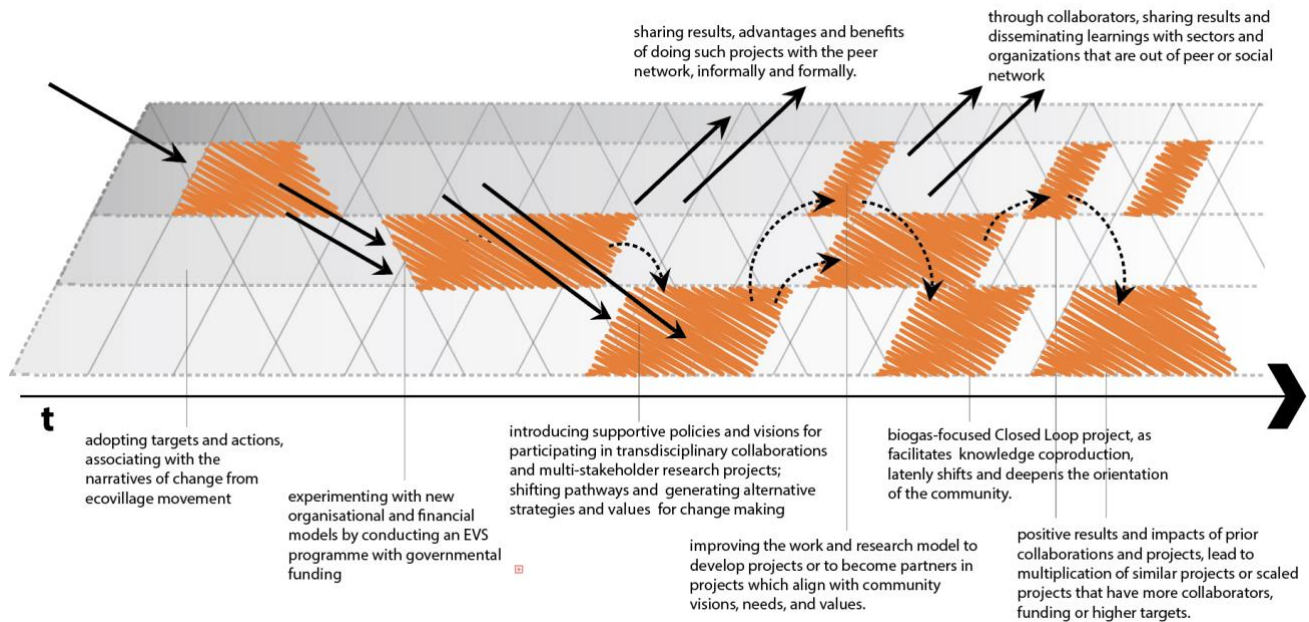 sharing results, advantages and benefits
of doing such projects with the peer
network, informally and formally.
through collaborators, sharing results and
disseminating learnings with sectors and
organizations that are out of peer or social
network
t
adopting targets and actions,
associating with the
narratives of change from
ecovillage movement
experimenting with new
organisational and financial
models by conducting an EVS
programme with governmental
funding
introducing supportive policies and visions for
participating in transdisciplinary collaborations
and multi-stakeholder research projects;
shifting pathways and generating alternative
strategies and values for change making
improving the work and research model to
develop projects or to become partners in
projects which align with community
visions, needs, and values.
biogas-focused Closed Loop project, as
facilitates knowledge coproduction,
latenly shifts and deepens the orientation
of the community.
positive results and impacts of prior
collaborations and projects, lead to
multiplication of similar projects or scaled
projects that have more collaborators,
funding or higher targets.